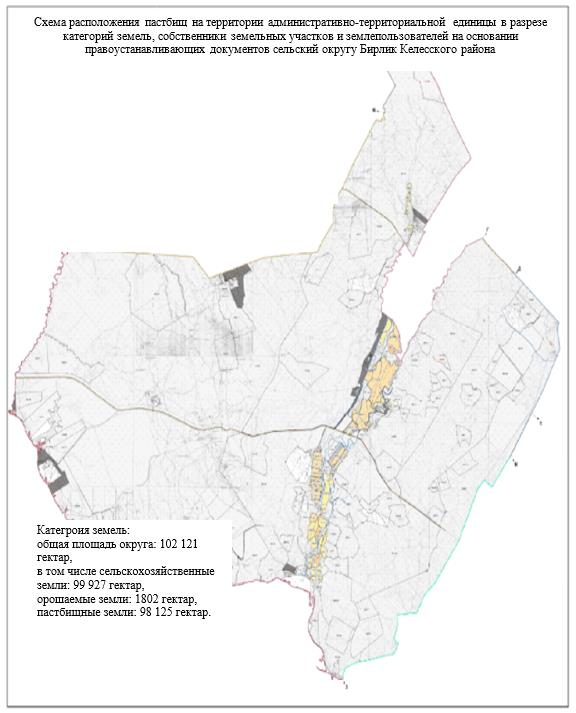 Схема расположения пастбищ на территории административно-территориальной единицы в разрезе
категорий земель, собственники земельных участков и землепользователей на основании
правоустанавливающих документов сельский округу Бирлик Келесского района
Категроия земель:
общая площадь округа: 102 121
гектар,
в том числе сельскохозяйственные
земли: 99 927 гектар,
орошаемые земли: 1802 гектар,
пастбищные земли: 98 125 гектар.